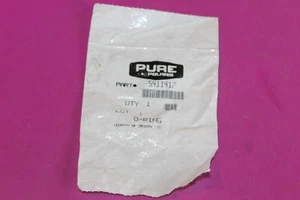 PURE
POLARIS
PART# 5411917
QTY 1
O-RING